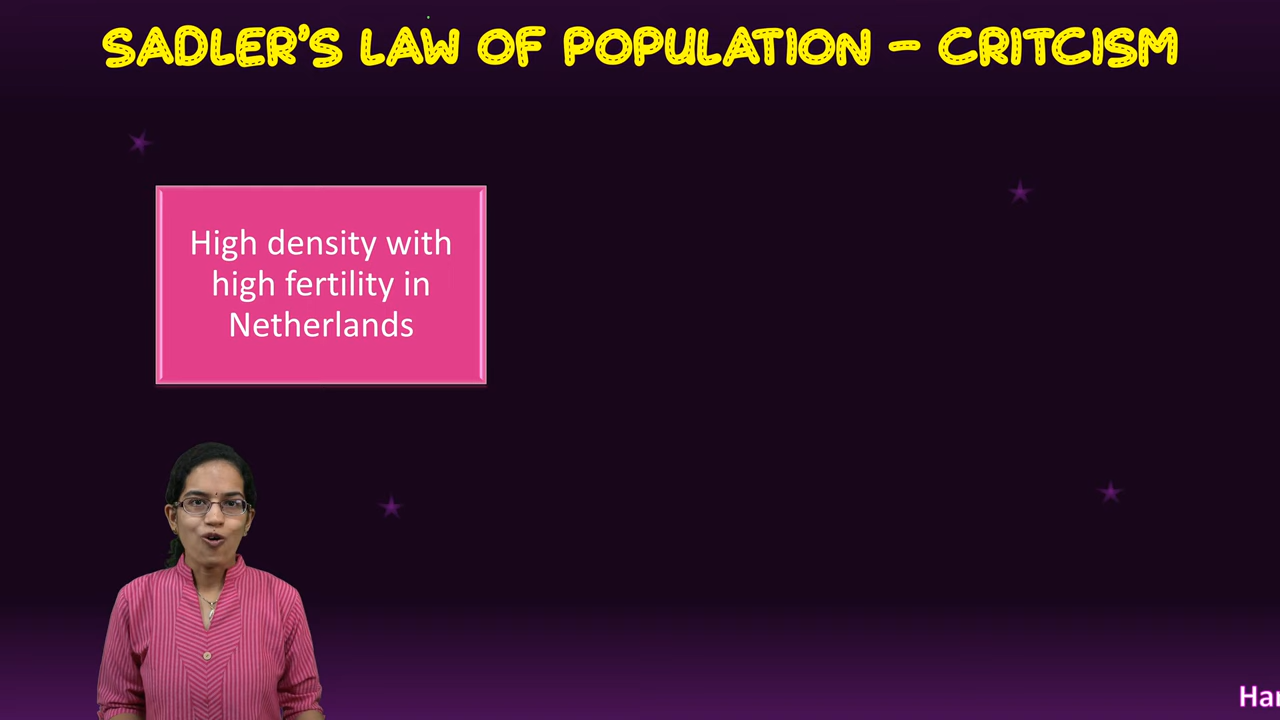 SADLER'S LAW OF POPULATION – CRITCISM
High density with
high fertility in
Netherlands